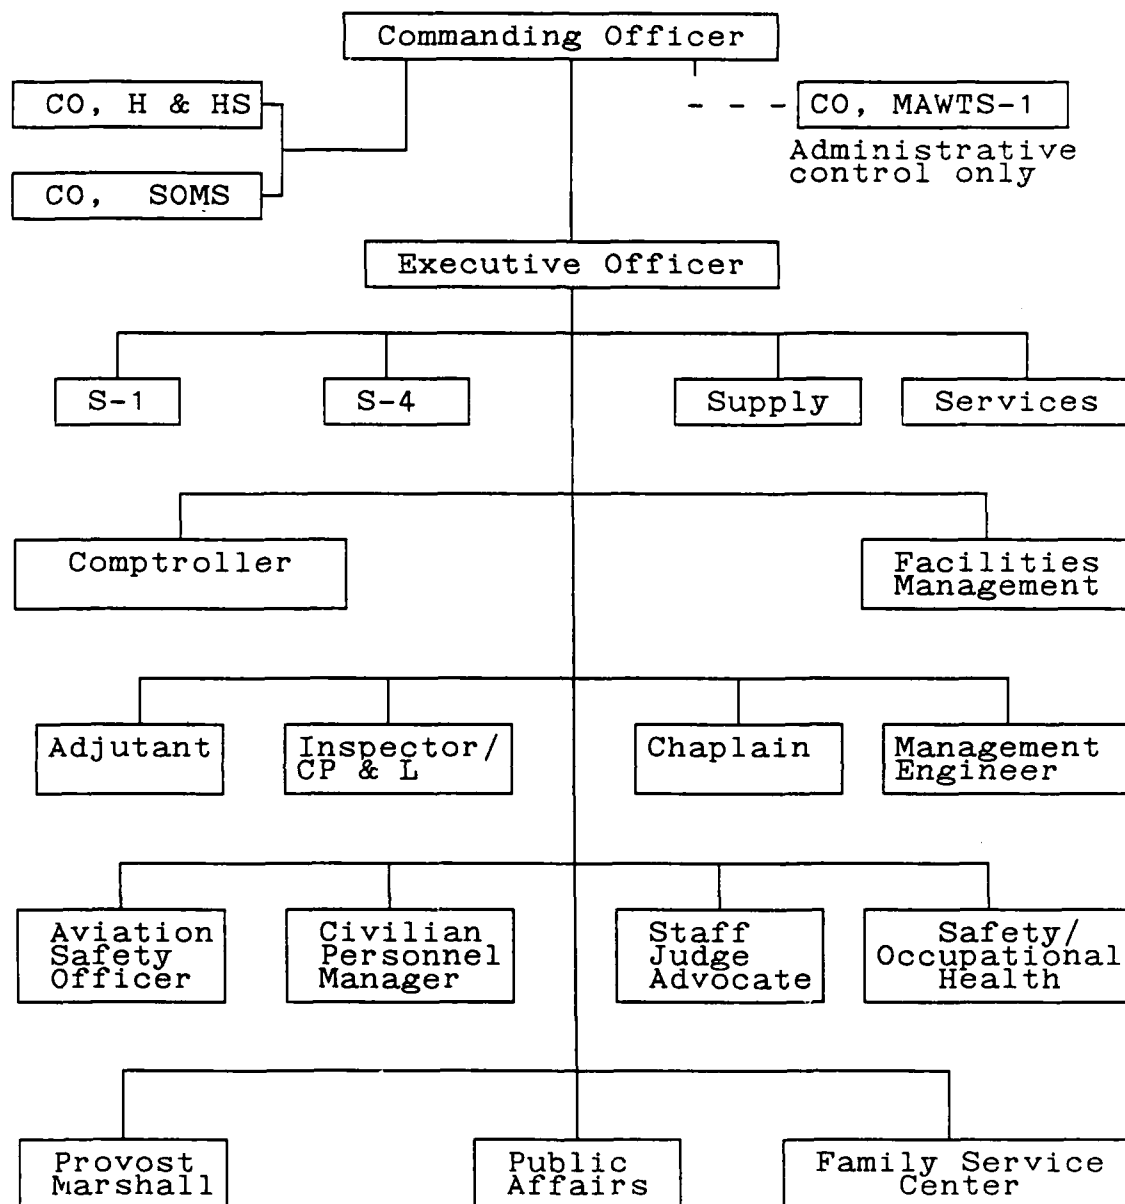 Commanding Officer
CO, H & HS
- - - CO, MAWTS-1
Administrative
control only
CO, SOMS
Executive Officer
S-1
S-4
Supply
Services
Comptroller
Facilities
Management
Adjutant
Inspector/
CP & L
Chaplain
Management
Engineer
Aviation
Safety
Officer
Civilian
Personnel
Manager
Staff
Judge
Advocate
Safety/
Occupational
Health
Provost
Marshall
Public
Affairs
Family Service
Center